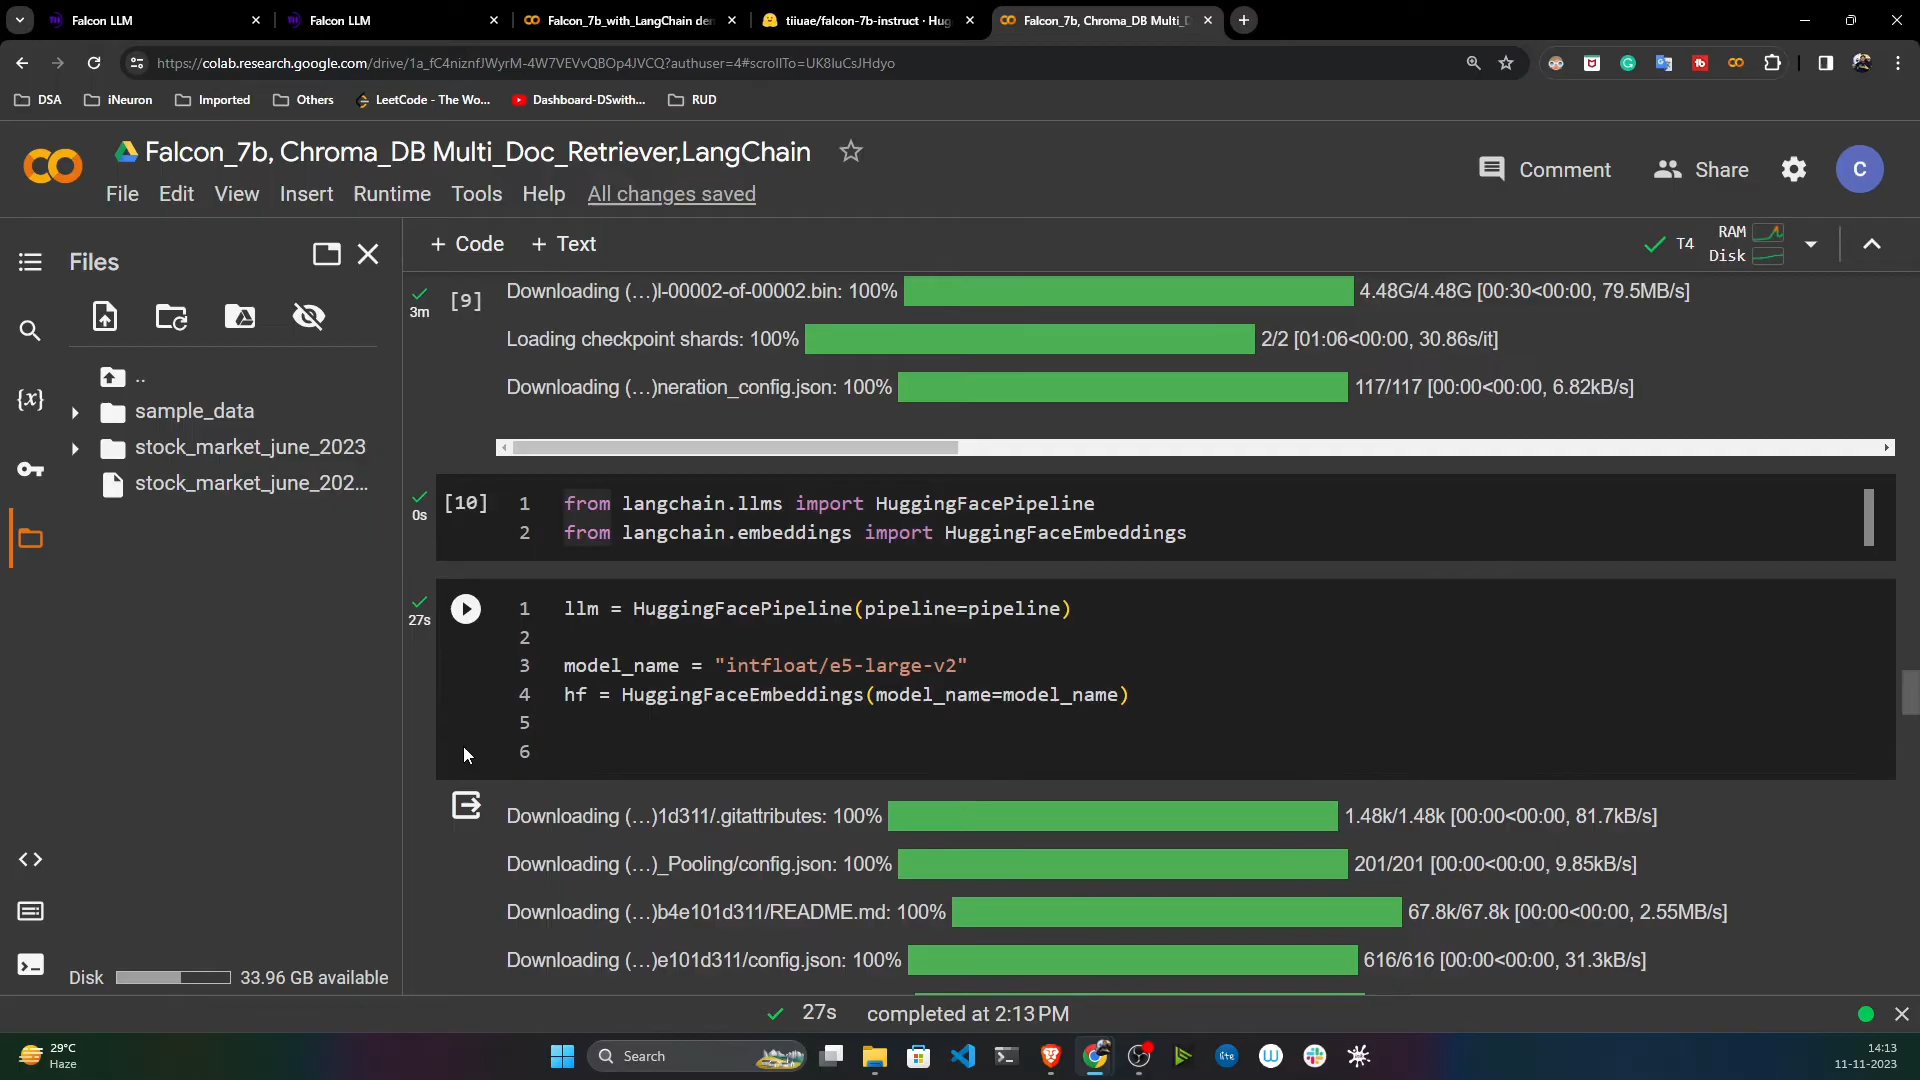 Falcon LLM
Falcon LLM
Falcon_7b_with_LangChain der
tiiuae/falcon-7b-instruct · Hug
Falcon_7b, Chroma_DB Multi_D
https://colab.research.google.com/drive/1a_fC4niznfJWyrM-4W7VEVvQBOp4JVCQ?authuser=4#scrollTo=UK8IuCsJHdyo
DSA
iNeuron
Imported
Others
LeetCode - The Wo...
Dashboard-DSwith...
RUD
Falcon_7b, Chroma_DB Multi_Doc_Retriever,LangChain
File Edit View Insert Runtime Tools Help All changes saved
Comment
Share
C
Files
+ Code + Text
T4
RAM
Disk
..
sample_data
stock_market_june_2023
stock_market_june_202...
Disk 33.96 GB available
3m
[9]
Downloading (…)l-00002-of-00002.bin: 100% 4.48G/4.48G [00:30<00:00, 79.5MB/s]
Loading checkpoint shards: 100% 2/2 [01:06<00:00, 30.86s/it]
Downloading (…)neration_config.json: 100% 117/117 [00:00<00:00, 6.82kB/s]
0s
[10]
1 from langchain.llms import HuggingFacePipeline
2 from langchain.embeddings import HuggingFaceEmbeddings
27s
1 llm = HuggingFacePipeline(pipeline=pipeline)
2
3 model_name = "intfloat/e5-large-v2"
4 hf = HuggingFaceEmbeddings(model_name=model_name)
5
6
Downloading (…)1d311/.gitattributes: 100% 1.48k/1.48k [00:00<00:00, 81.7kB/s]
Downloading (…)_Pooling/config.json: 100% 201/201 [00:00<00:00, 9.85kB/s]
Downloading (…)b4e101d311/README.md: 100% 67.8k/67.8k [00:00<00:00, 2.55MB/s]
Downloading (…)e101d311/config.json: 100% 616/616 [00:00<00:00, 31.3kB/s]
27s completed at 2:13 PM
29°C
Haze
Search
14:13
11-11-2023